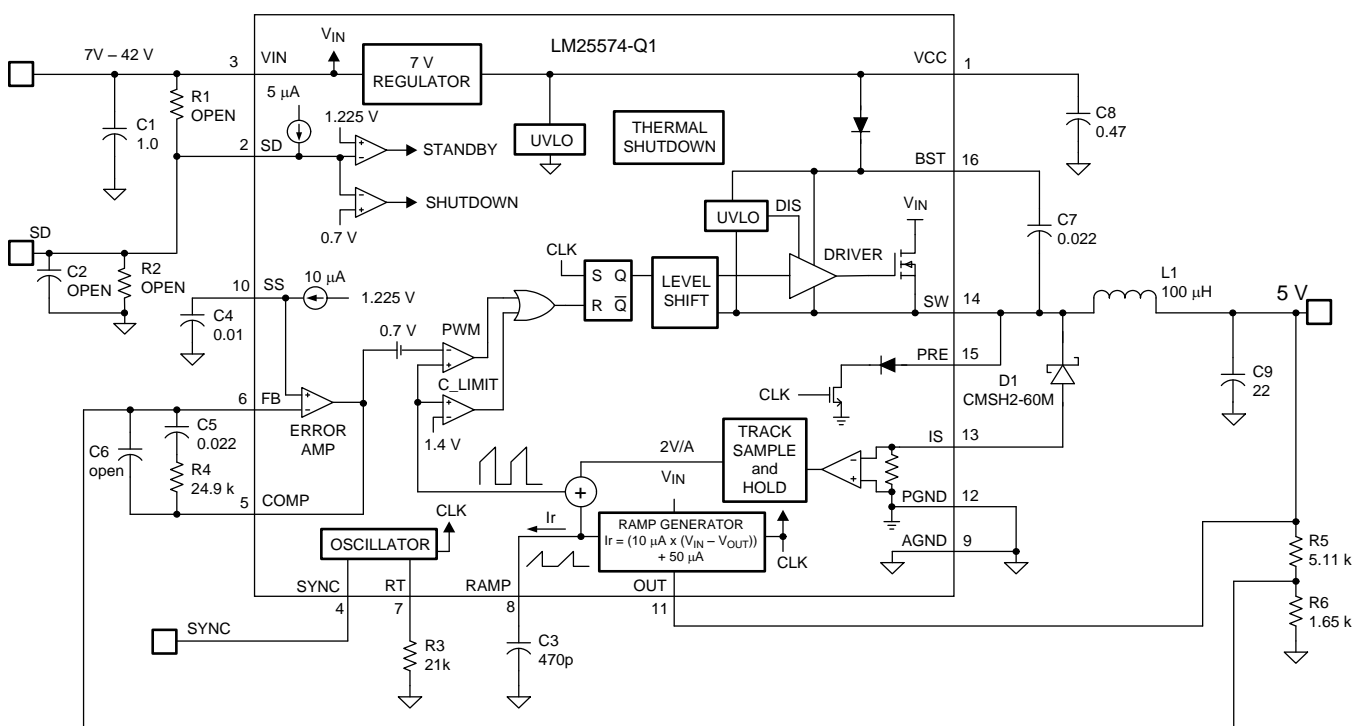 LM25574-Q1
7V – 42 V
3
VIN
VIN
7 V
REGULATOR
VCC
1
R1
OPEN
C1
1.0
5 µA
1.225 V
2
SD
STANDBY
SHUTDOWN
0.7 V
UVLO
THERMAL
SHUTDOWN
C8
0.47
BST
16
UVLO
DIS
VIN
C7
0.022
SD
C2
OPEN
R2
OPEN
10
SS
10 µA
1.225 V
C4
0.01
CLK
S
Q
R
Q
LEVEL
SHIFT
DRIVER
SW
14
L1
100 µH
5 V
0.7 V
PWM
C_LIMIT
1.4 V
PRE
15
CLK
D1
CMSH2-60M
C9
22
6
FB
C5
0.022
C6
open
R4
24.9 k
ERROR
AMP
5
COMP
2V/A
VIN
TRACK
SAMPLE
and
HOLD
IS
13
PGND
12
AGND
9
CLK
OSCILLATOR
Ir
RAMP GENERATOR
Ir = (10 µA x (VIN – VOUT))
+ 50 µA
CLK
R5
5.11 k
R6
1.65 k
SYNC
4
RT
7
RAMP
8
OUT
11
SYNC
R3
21k
C3
470p